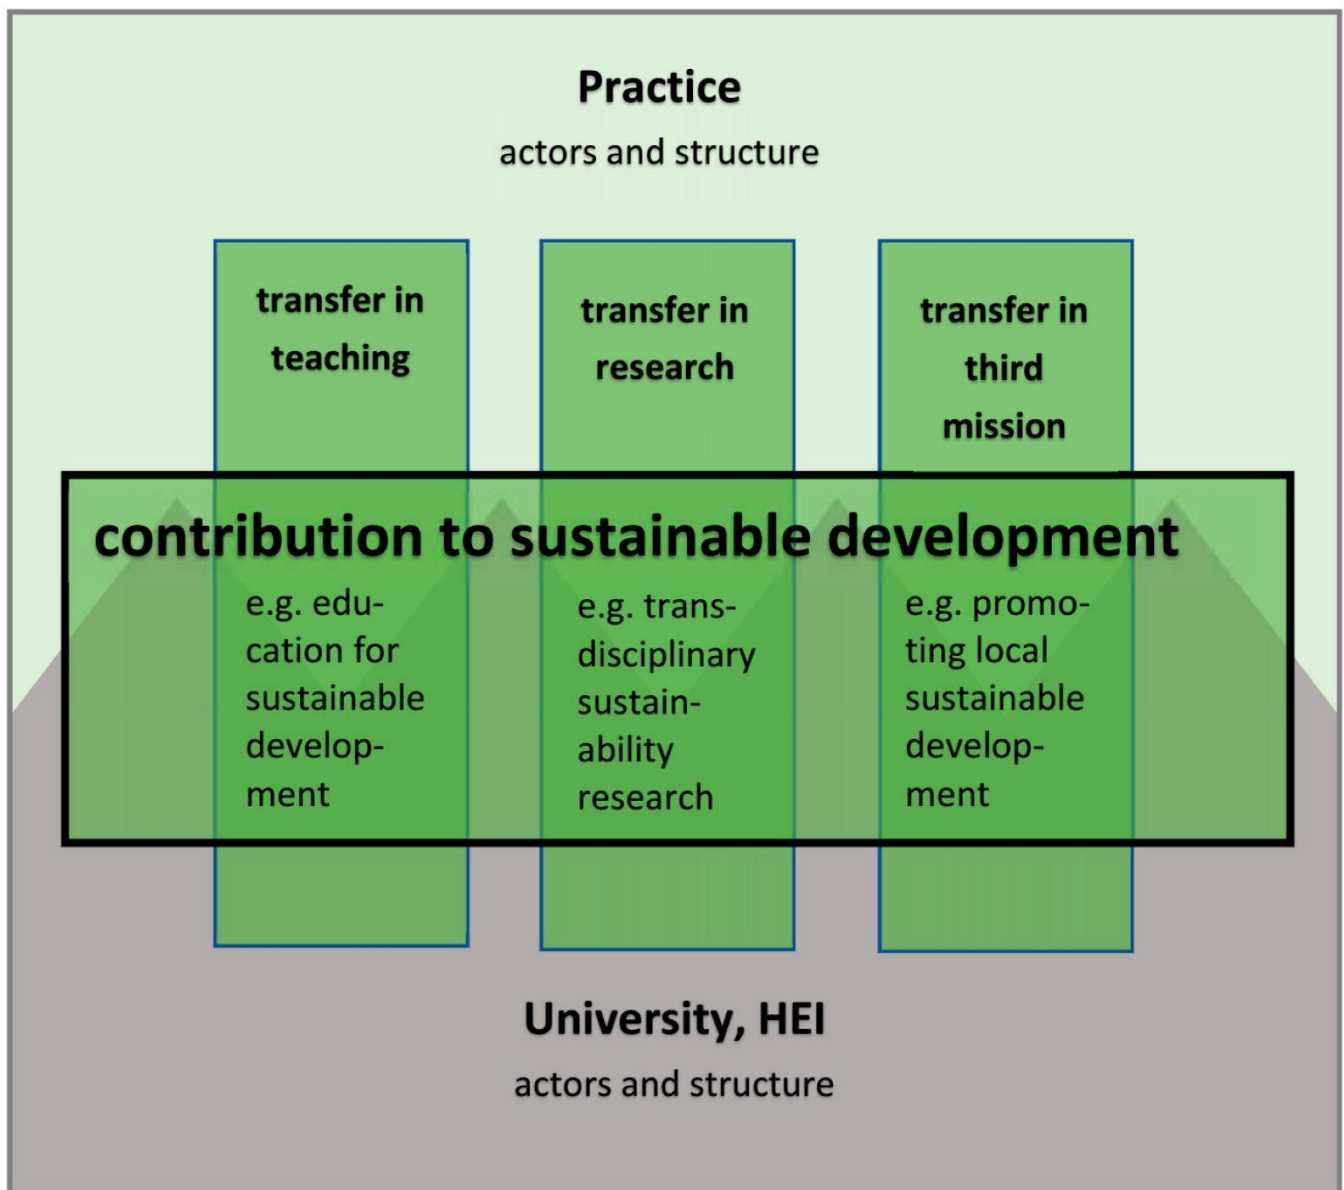 Practice
actors and structure
transfer in
teaching
transfer in
research
transfer in
third
mission
contribution to sustainable development
e.g. edu-
cation for
sustainable
develop-
ment
e.g. trans-
disciplinary
sustain-
ability
research
e.g. promo-
ting local
sustainable
develop-
ment
University, HEI
actors and structure